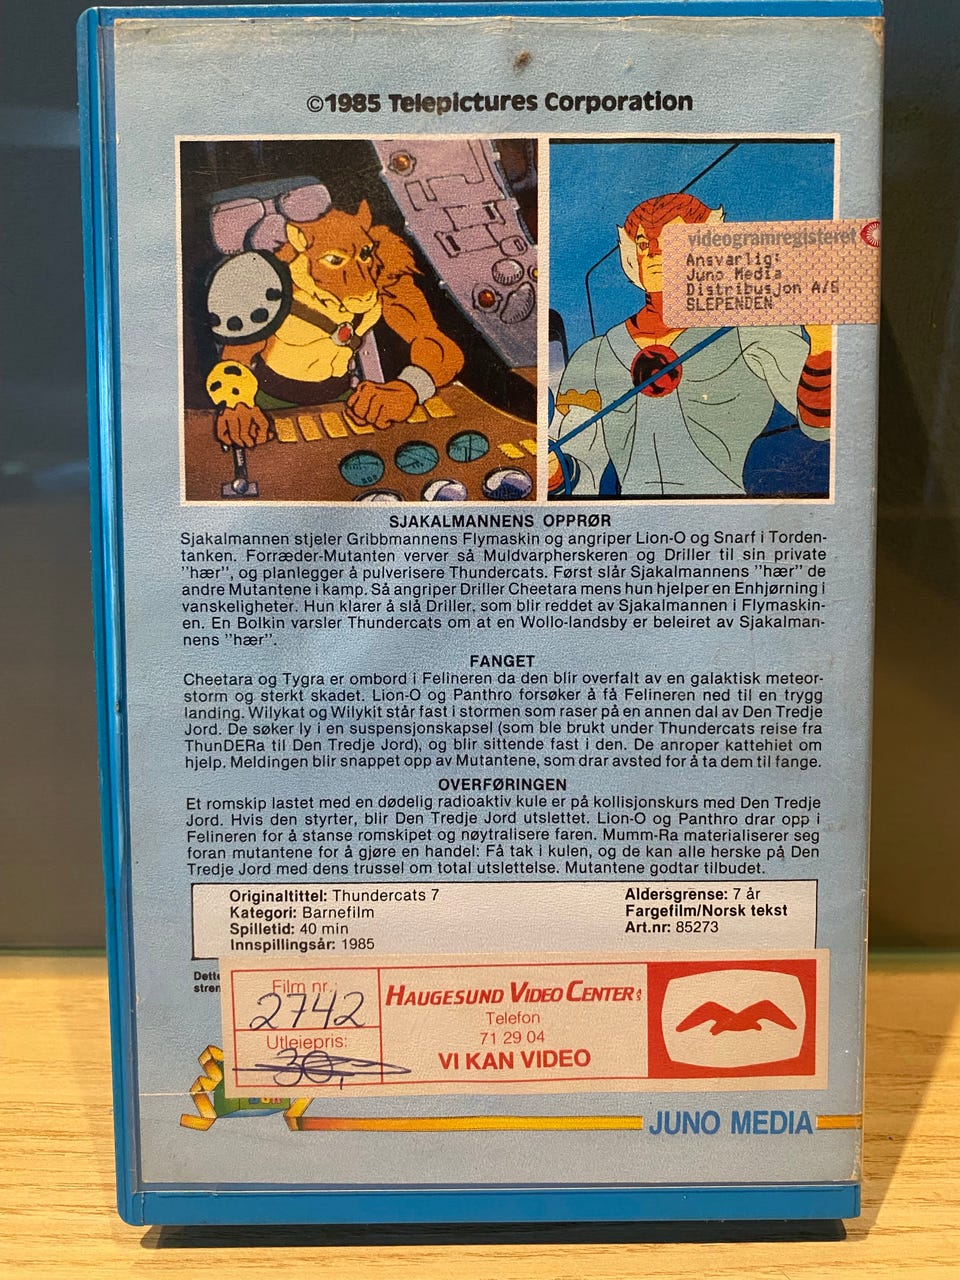 ©1985 Telepictures Corporation
videogramregisteret
Ansvarlig:
Juno Media
Distribusjon A/S
SLEPENDEN
SJAKALMANNENS OPPRØR
Sjakalmannen stjeler Gribbmannens Flymaskin og angriper Lion-O og Snarf i Torden-
tanken. Forræder-Mutanten verver så Muldvarpherskeren og Driller til sin private
"hær", og planlegger å pulverisere Thundercats. Først slår Sjakalmannens "hær" de
andre Mutantene i kamp. Så angriper Driller Cheetara mens hun hjelper en Enhjørning i
vanskeligheter. Hun klarer å slå Driller, som blir reddet av Sjakalmannen i Flymaskin-
en. En Bolkin varsler Thundercats om at en Wollo-landsby er beleiret av Sjakalman-
nens "hær".
FANGET
Cheetara og Tygra er ombord i Felineren da den blir overfalt av en galaktisk meteor-
storm og sterkt skadet. Lion-O og Panthro forsøker å få Felineren ned til en trygg
landing. Wilykat og Wilykit står fast i stormen som raser på en annen dal av Den Tredje
Jord. De søker ly i en suspensjonskapsel (som ble brukt under Thundercats reise fra
ThunDERa til Den Tredje Jord), og blir sittende fast i den. De anroper kattehiet om
hjelp. Meldingen blir snappet opp av Mutantene, som drar avsted for å ta dem til fange.
OVERFØRINGEN
Et romskip lastet med en dødelig radioaktiv kule er på kollisjonskurs med Den Tredje
Jord. Hvis den styrter, blir Den Tredje Jord utslettet. Lion-O og Panthro drar opp i
Felineren for å stanse romskipet og nøytralisere faren. Mumm-Ra materialiserer seg
foran mutantene for å gjøre en handel: Få tak i kulen, og de kan alle herske på Den
Tredje Jord med dens trussel om total utslettelse. Mutantene godtar tilbudet.
Originaltittel: Thundercats 7
Kategori: Barnefilm
Spilletid: 40 min
Innspillingsår: 1985
Aldersgrense: 7 år
Fargefilm/Norsk tekst
Art.nr: 85273
Film nr.:
2742
Utleiepris:
30,-
HAUGESUND VIDEO CENTER A/S
Telefon
71 29 04
VI KAN VIDEO
JUNO MEDIA